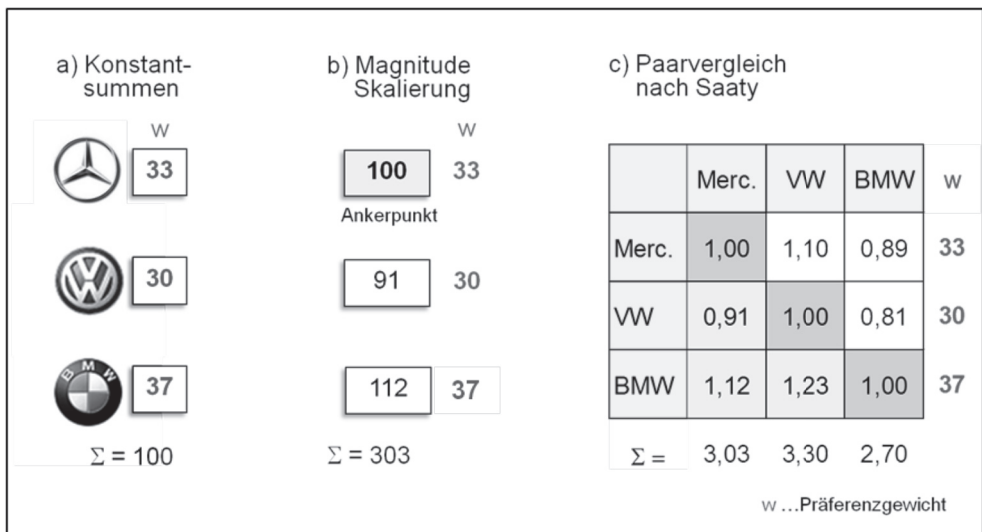 a) Konstant-
summen
w
33
30
37
Σ = 100
b) Magnitude
Skalierung
w
100 33
Ankerpunkt
91 30
112 37
Σ = 303
c) Paarvergleich
nach Saaty
Merc. VW BMW w
Merc. 1,00 1,10 0,89 33
VW 0,91 1,00 0,81 30
BMW 1,12 1,23 1,00 37
Σ = 3,03 3,30 2,70
w ...Präferenzgewicht
VW
BMW